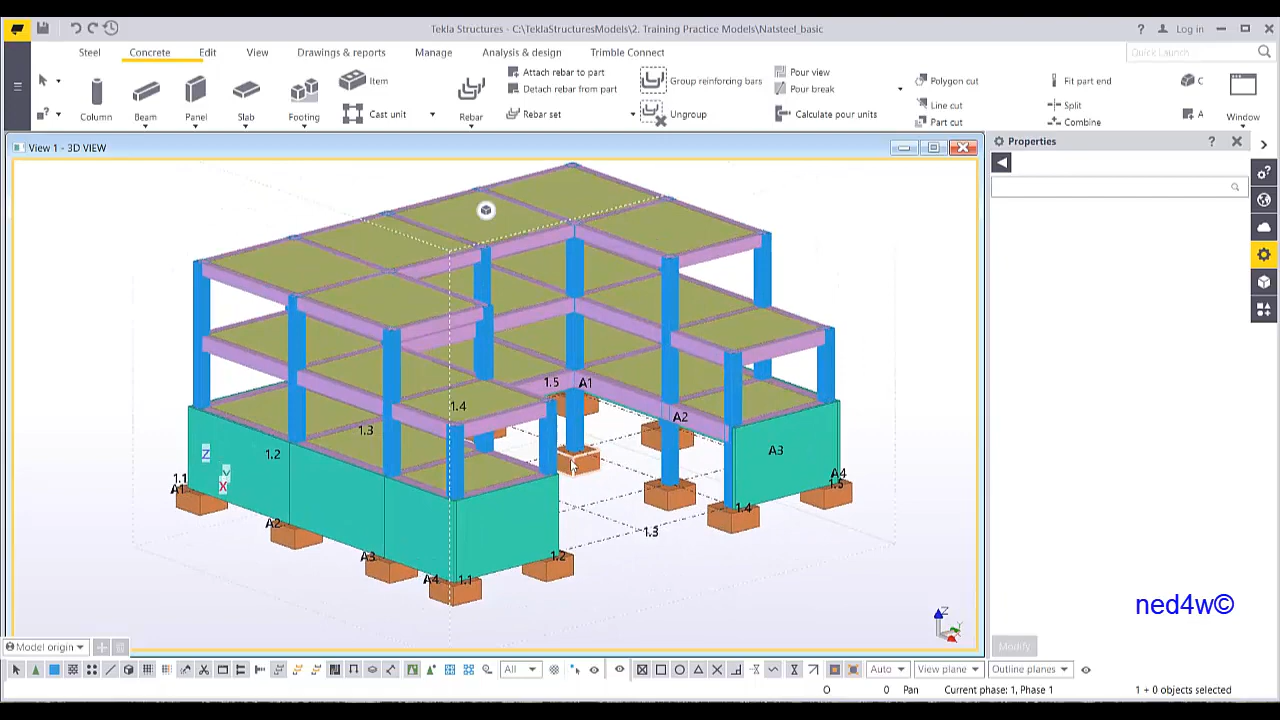 Tekla Structures - C:\TeklaStructuresModels\2. Training Practice Models\Natsteel_basic
? Log in
Steel Concrete Edit View Drawings & reports Manage Analysis & design Trimble Connect
Quick Launch
Column
Beam
Panel
Slab
Footing
Item
Cast unit
Rebar
Attach rebar to part
Detach rebar from part
Rebar set
Group reinforcing bars
Ungroup
Pour view
Pour break
Calculate pour units
Polygon cut
Line cut
Part cut
Fit part end
Split
Combine
C
A
Window
View 1 - 3D VIEW
Properties ?
1.5 A1
1.4
A2
1.3
1.2
A3
Z
Y
X
1.1
A1
A4
1.5
1.4
A2
1.3
A3
1.2
A4 1.1
Z
Y
ned4w©
Model origin
Modify
All
Auto
View plane
Outline planes
O 0 Pan Current phase: 1, Phase 1 1 + 0 objects selected